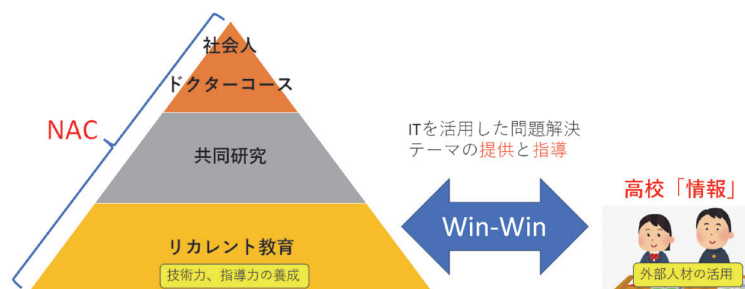 社会人
ドクターコース
NAC
共同研究
リカレント教育
技術力、指導力の養成
ITを活用した問題解決
テーマの提供と指導
Win-Win
高校「情報」
外部人材の活用